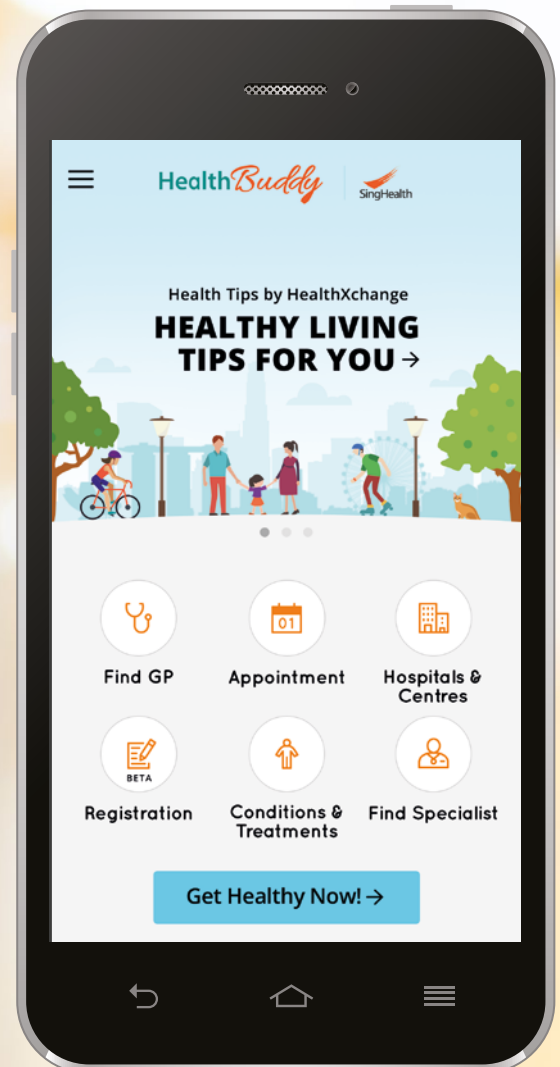 HealthBuddy
SingHealth
Health Tips by HealthXchange
HEALTHY LIVING
TIPS FOR YOU →
01
Find GP
Appointment
Hospitals &
Centres
BETA
Registration
Conditions &
Treatments
Find Specialist
Get Healthy Now! →